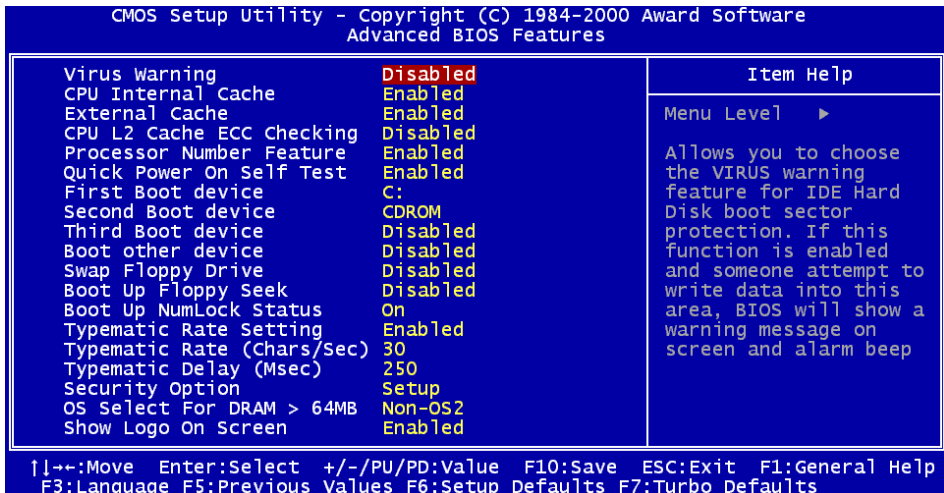 CMOS Setup Utility - Copyright (C) 1984-2000 Award Software
Advanced BIOS Features
Virus Warning Disabled
CPU Internal Cache Enabled
External Cache Enabled
CPU L2 Cache ECC Checking Disabled
Processor Number Feature Enabled
Quick Power On Self Test Enabled
First Boot device C:
Second Boot device CDROM
Third Boot device Disabled
Boot other device Disabled
Swap Floppy Drive Disabled
Boot Up Floppy Seek Disabled
Boot Up NumLock Status On
Typematic Rate Setting Enabled
Typematic Rate (Chars/Sec) 30
Typematic Delay (Msec) 250
Security Option Setup
OS Select For DRAM > 64MB Non-OS2
Show Logo On Screen Enabled
Item Help
Menu Level ▶
Allows you to choose
the VIRUS warning
feature for IDE Hard
Disk boot sector
protection. If this
function is enabled
and someone attempt to
write data into this
area, BIOS will show a
warning message on
screen and alarm beep
↑↓→←:Move Enter:Select +/-/PU/PD:Value F10:Save ESC:Exit F1:General Help
F3:Language F5:Previous Values F6:Setup Defaults F7:Turbo Defaults